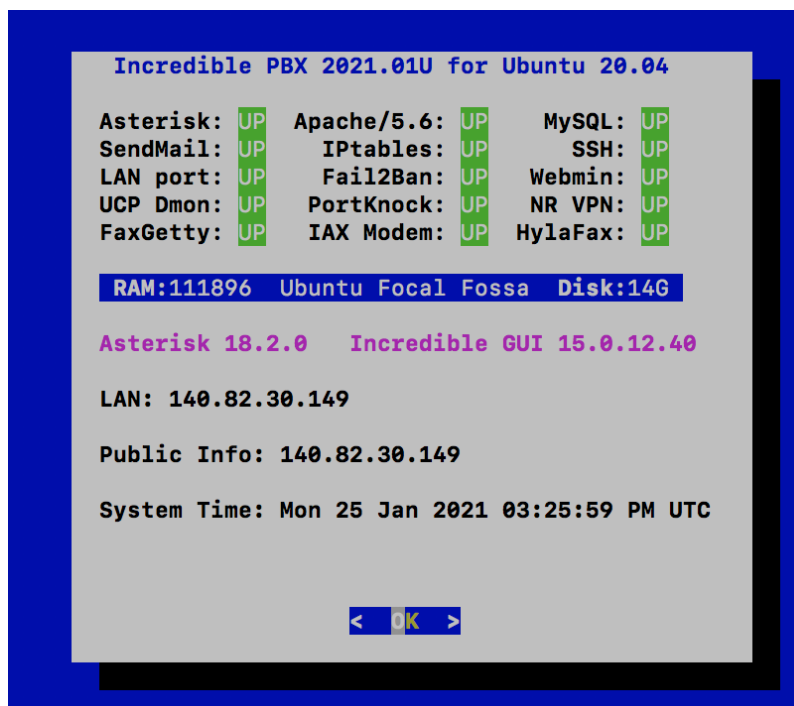 Incredible PBX 2021.01U for Ubuntu 20.04
Asterisk: UP Apache/5.6: UP MySQL: UP
SendMail: UP IPtables: UP SSH: UP
LAN port: UP Fail2Ban: UP Webmin: UP
UCP Dmon: UP PortKnock: UP NR VPN: UP
FaxGetty: UP IAX Modem: UP HylaFax: UP
RAM:111896 Ubuntu Focal Fossa Disk:14G
Asterisk 18.2.0 Incredible GUI 15.0.12.40
LAN: 140.82.30.149
Public Info: 140.82.30.149
System Time: Mon 25 Jan 2021 03:25:59 PM UTC
< OK >